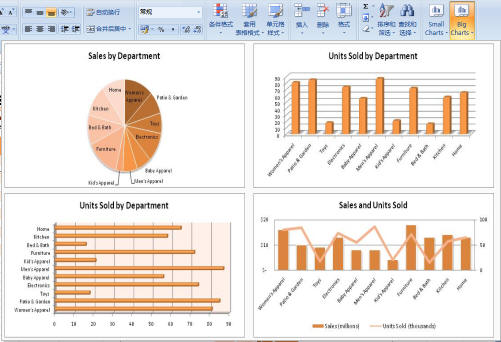 自动换行
常规
合并后居中
%
条件格式
套用
表格格式
单元格
样式
插入
删除
格式
Σ
排序和
筛选
查找和
选择
Small
Charts
Big
Charts
Sales by Department
Home
Women's
Apparel
Patio & Garden
Kitchen
Toys
Bed & Bath
Electronics
Furniture
Baby Apparel
Kid's Apparel
Men's Apparel
Units Sold by Department
90
80
70
60
50
40
30
20
10
0
Women's Apparel
Patio & Garden
Toys
Electronics
Baby Apparel
Men's Apparel
Kid's Apparel
Furniture
Bed & Bath
Kitchen
Home
Units Sold by Department
Home
Kitchen
Bed & Bath
Furniture
Kid's Apparel
Men's Apparel
Baby Apparel
Electronics
Toys
Patio & Garden
Women's Apparel
0 10 20 30 40 50 60 70 80 90
Sales and Units Sold
$20 100
$10 50
$- 0
Women's Apparel
Patio & Garden
Toys
Electronics
Baby Apparel
Men's Apparel
Kid's Apparel
Furniture
Bed & Bath
Kitchen
Home
Sales (millions) Units Sold (thousands)